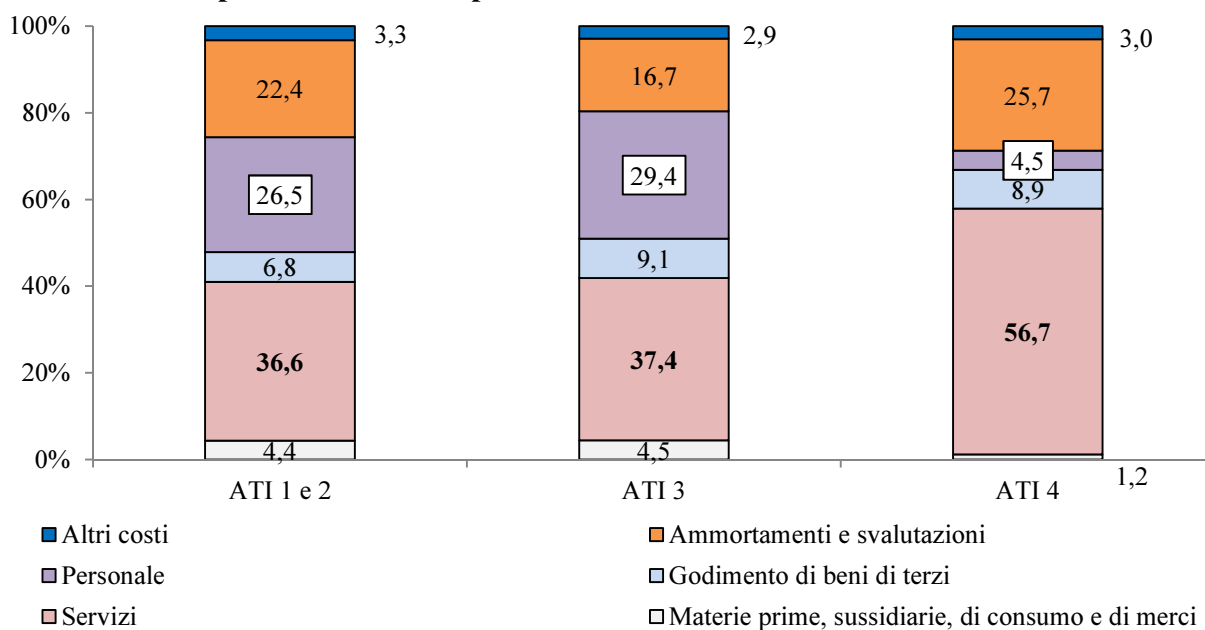 100%
80%
60%
40%
20%
0%
3,3
22,4
26,5
6,8
36,6
4,4
2,9
16,7
29,4
9,1
37,4
4,5
3,0
25,7
4,5
8,9
56,7
1,2
ATI 1 e 2
ATI 3
ATI 4
Altri costi
Ammortamenti e svalutazioni
Personale
Godimento di beni di terzi
Servizi
Materie prime, sussidiarie, di consumo e di merci